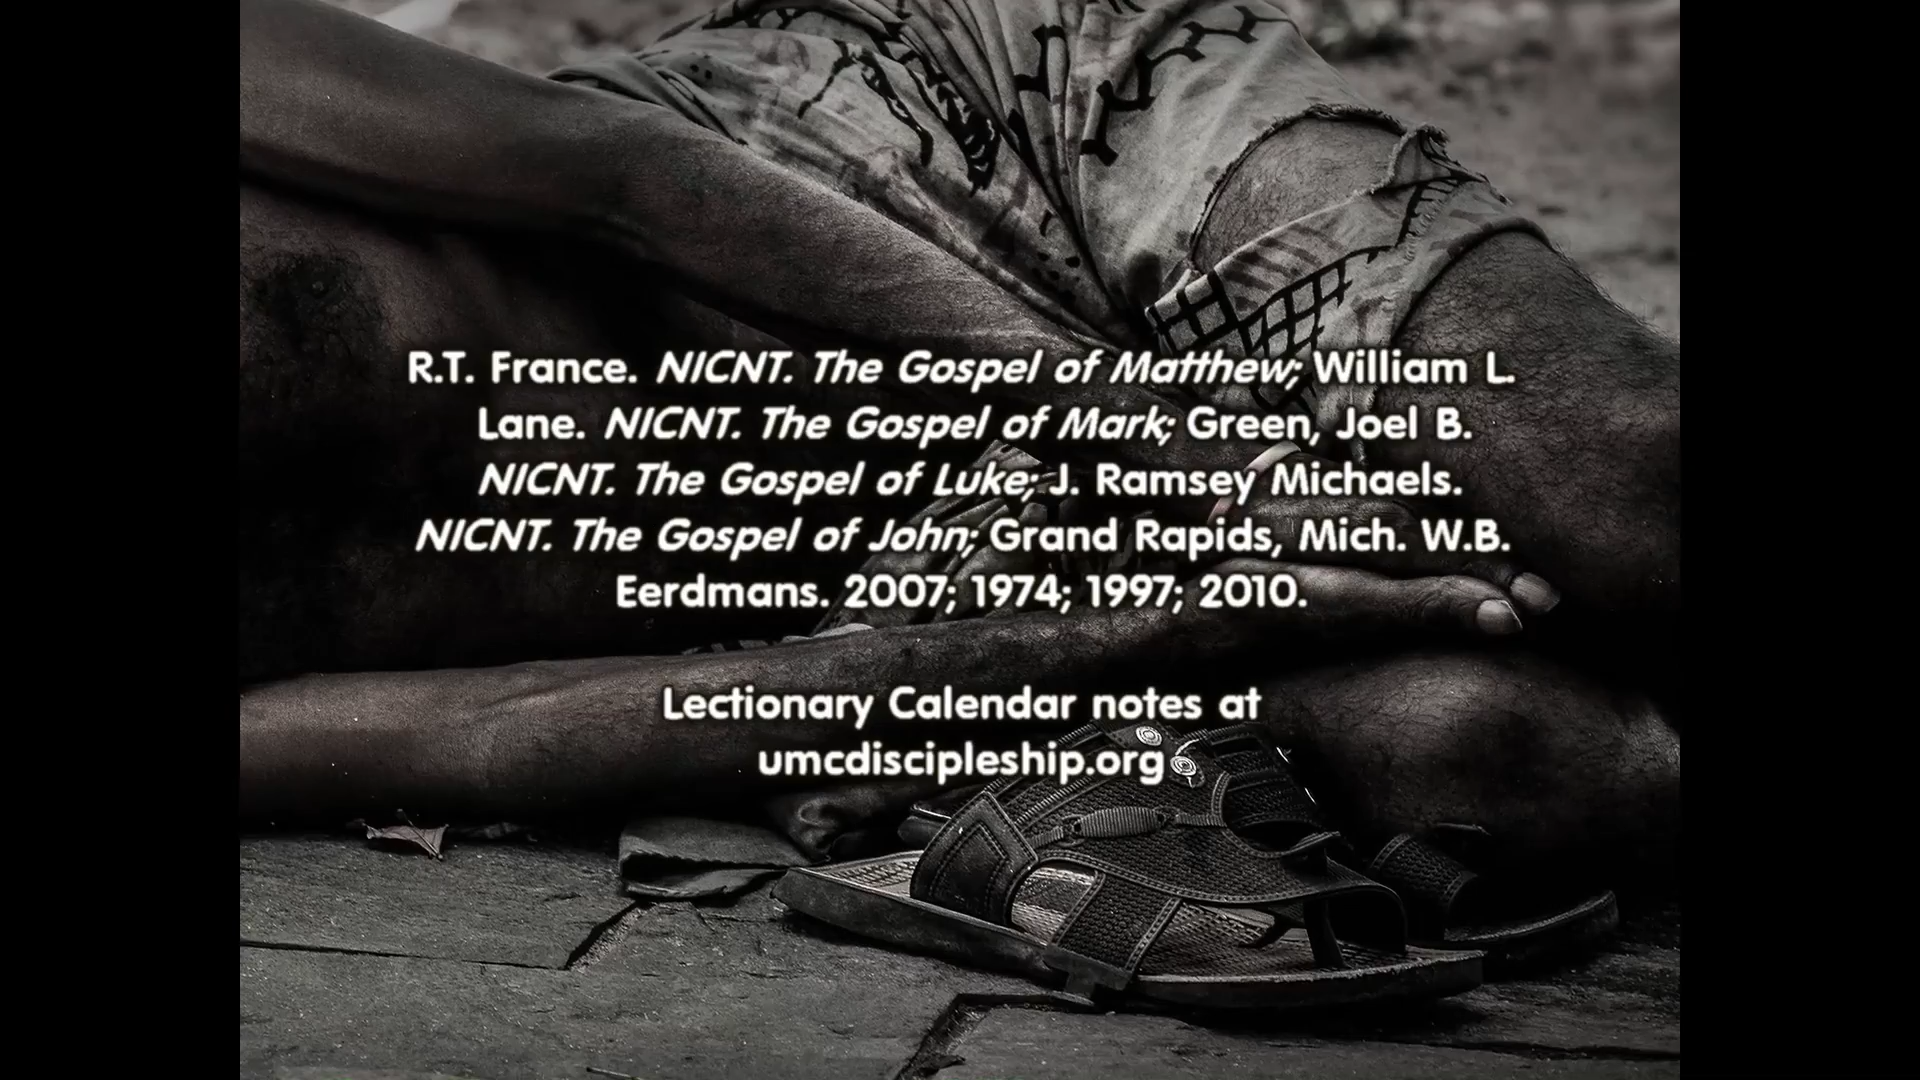 R.T. France. NICNT. The Gospel of Matthew; William L.
Lane. NICNT. The Gospel of Mark; Green, Joel B.
NICNT. The Gospel of Luke; J. Ramsey Michaels.
NICNT. The Gospel of John; Grand Rapids, Mich. W.B.
Eerdmans. 2007; 1974; 1997; 2010.
Lectionary Calendar notes at
umcdiscipleship.org